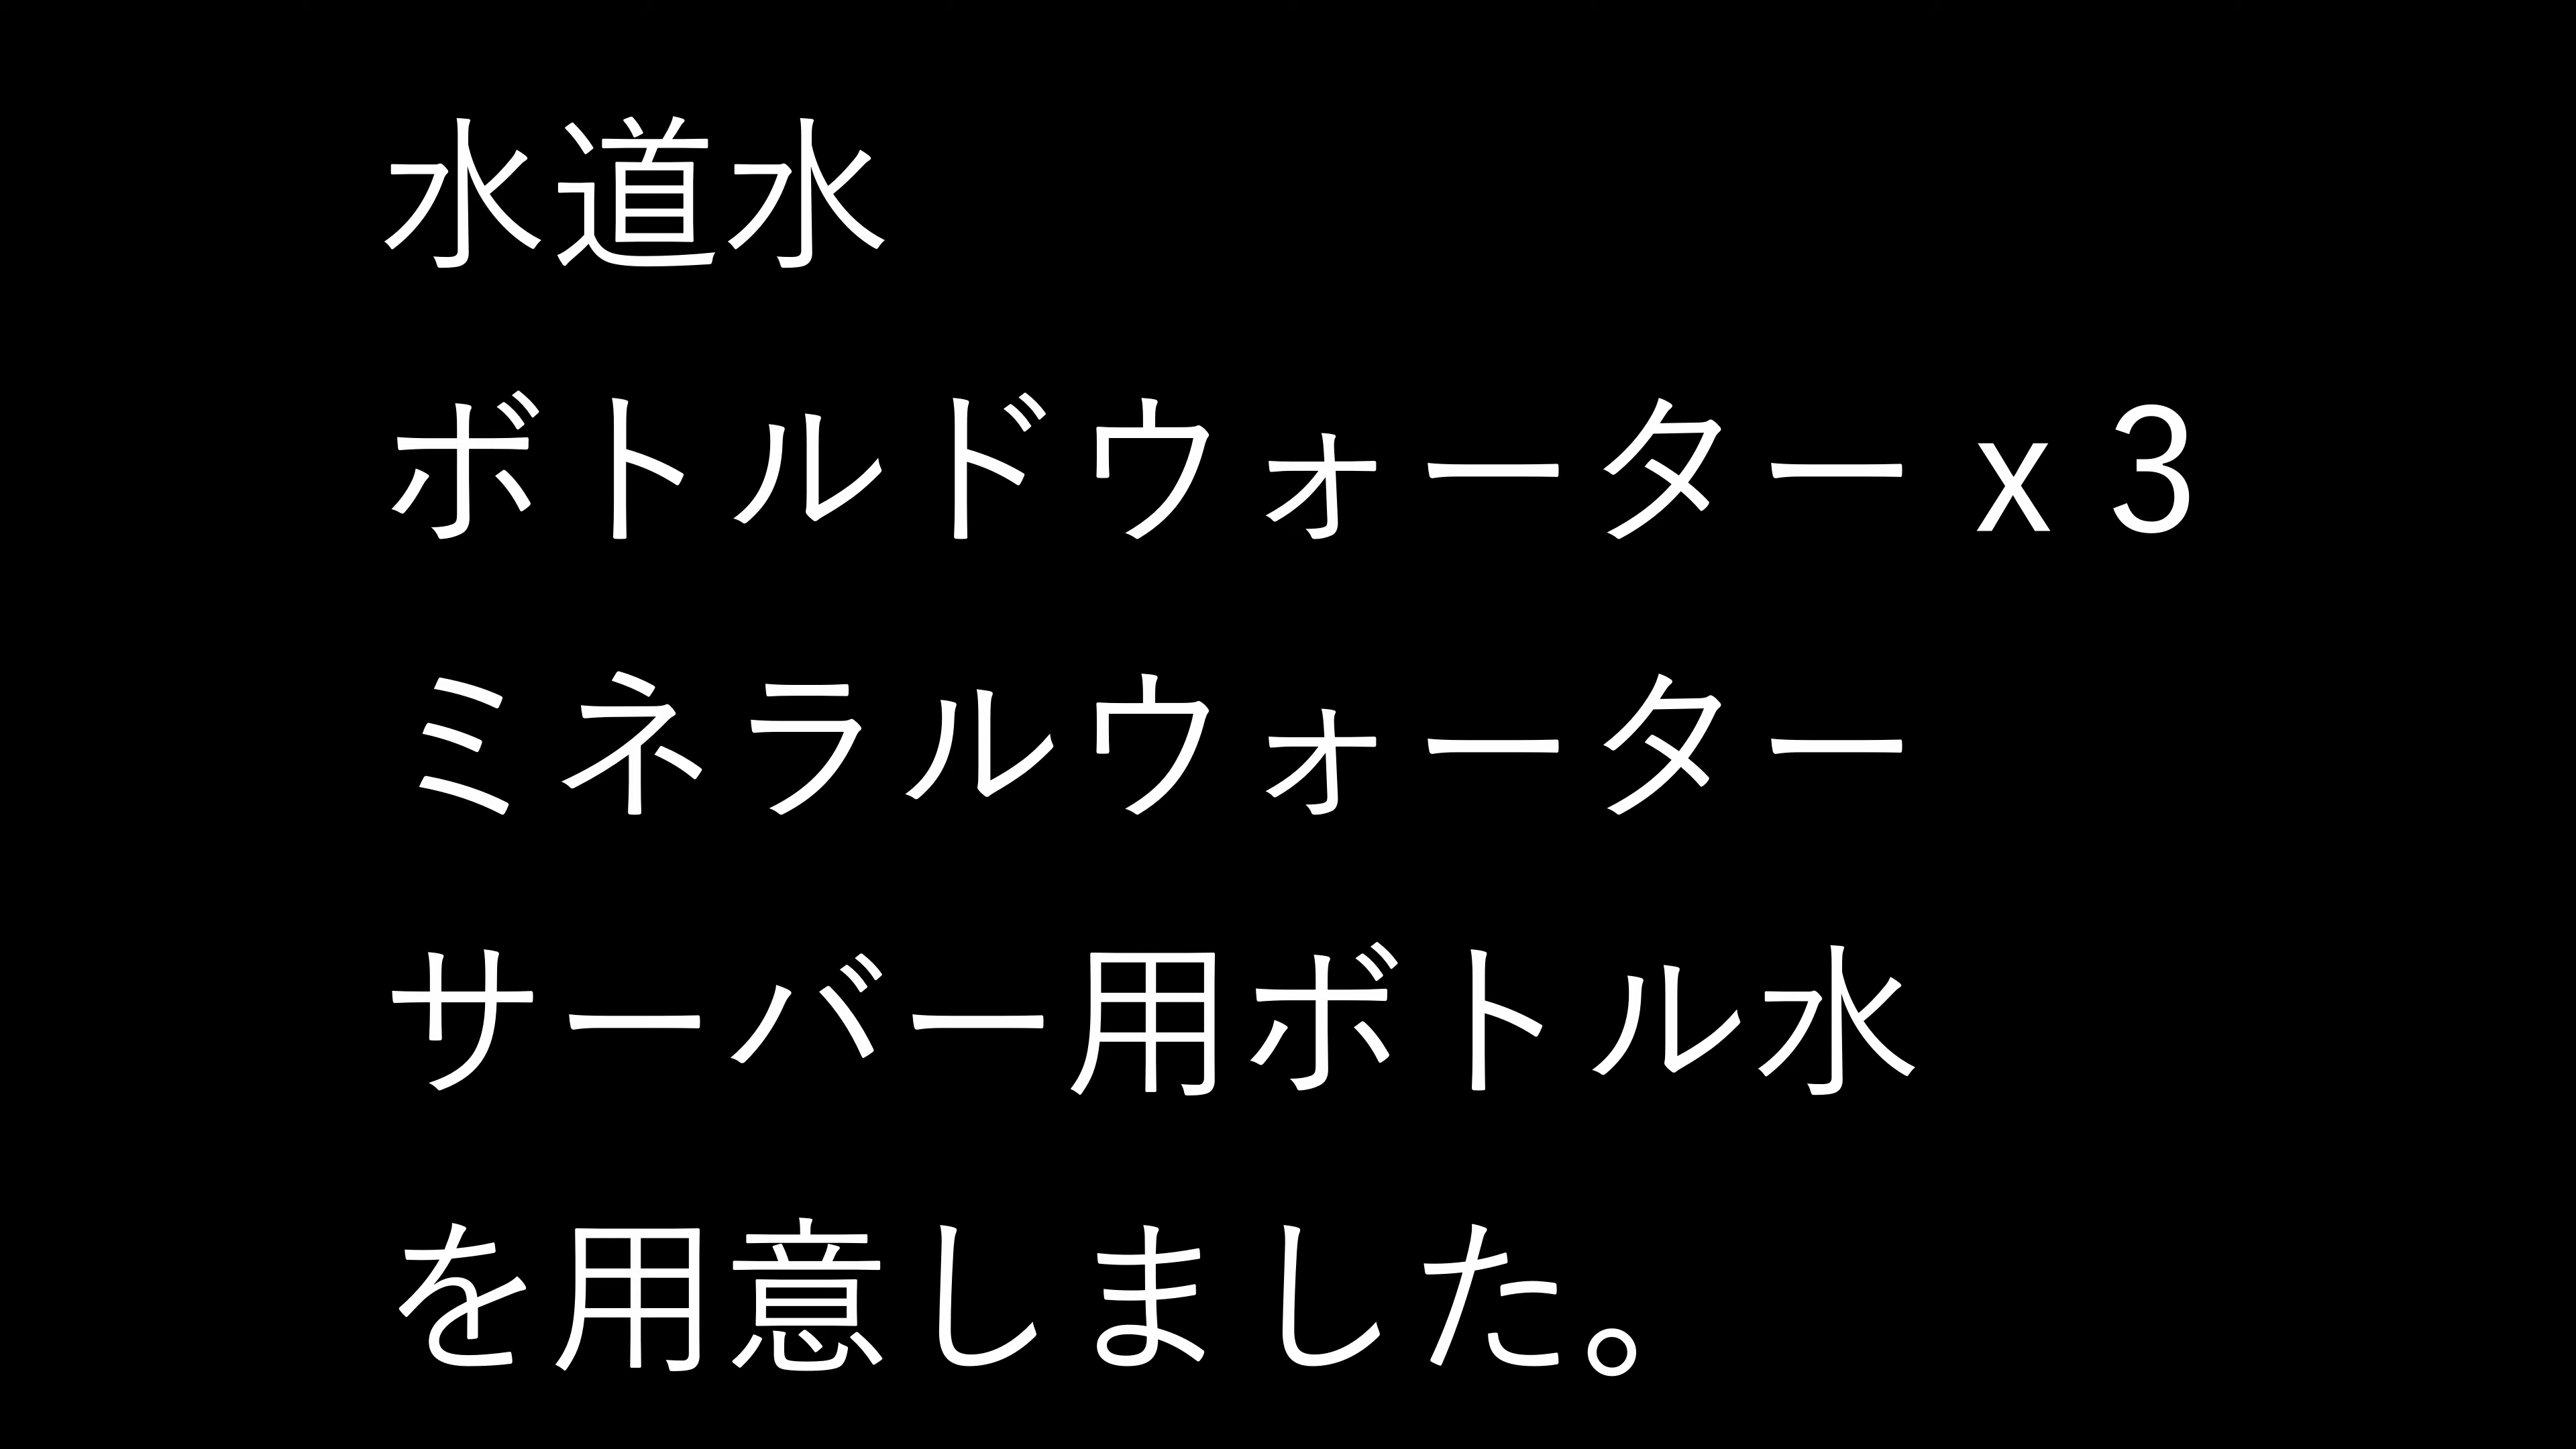 水道水
ボトルドウォーター x 3
ミネラルウォーター
サーバー用ボトル水
を用意しました。